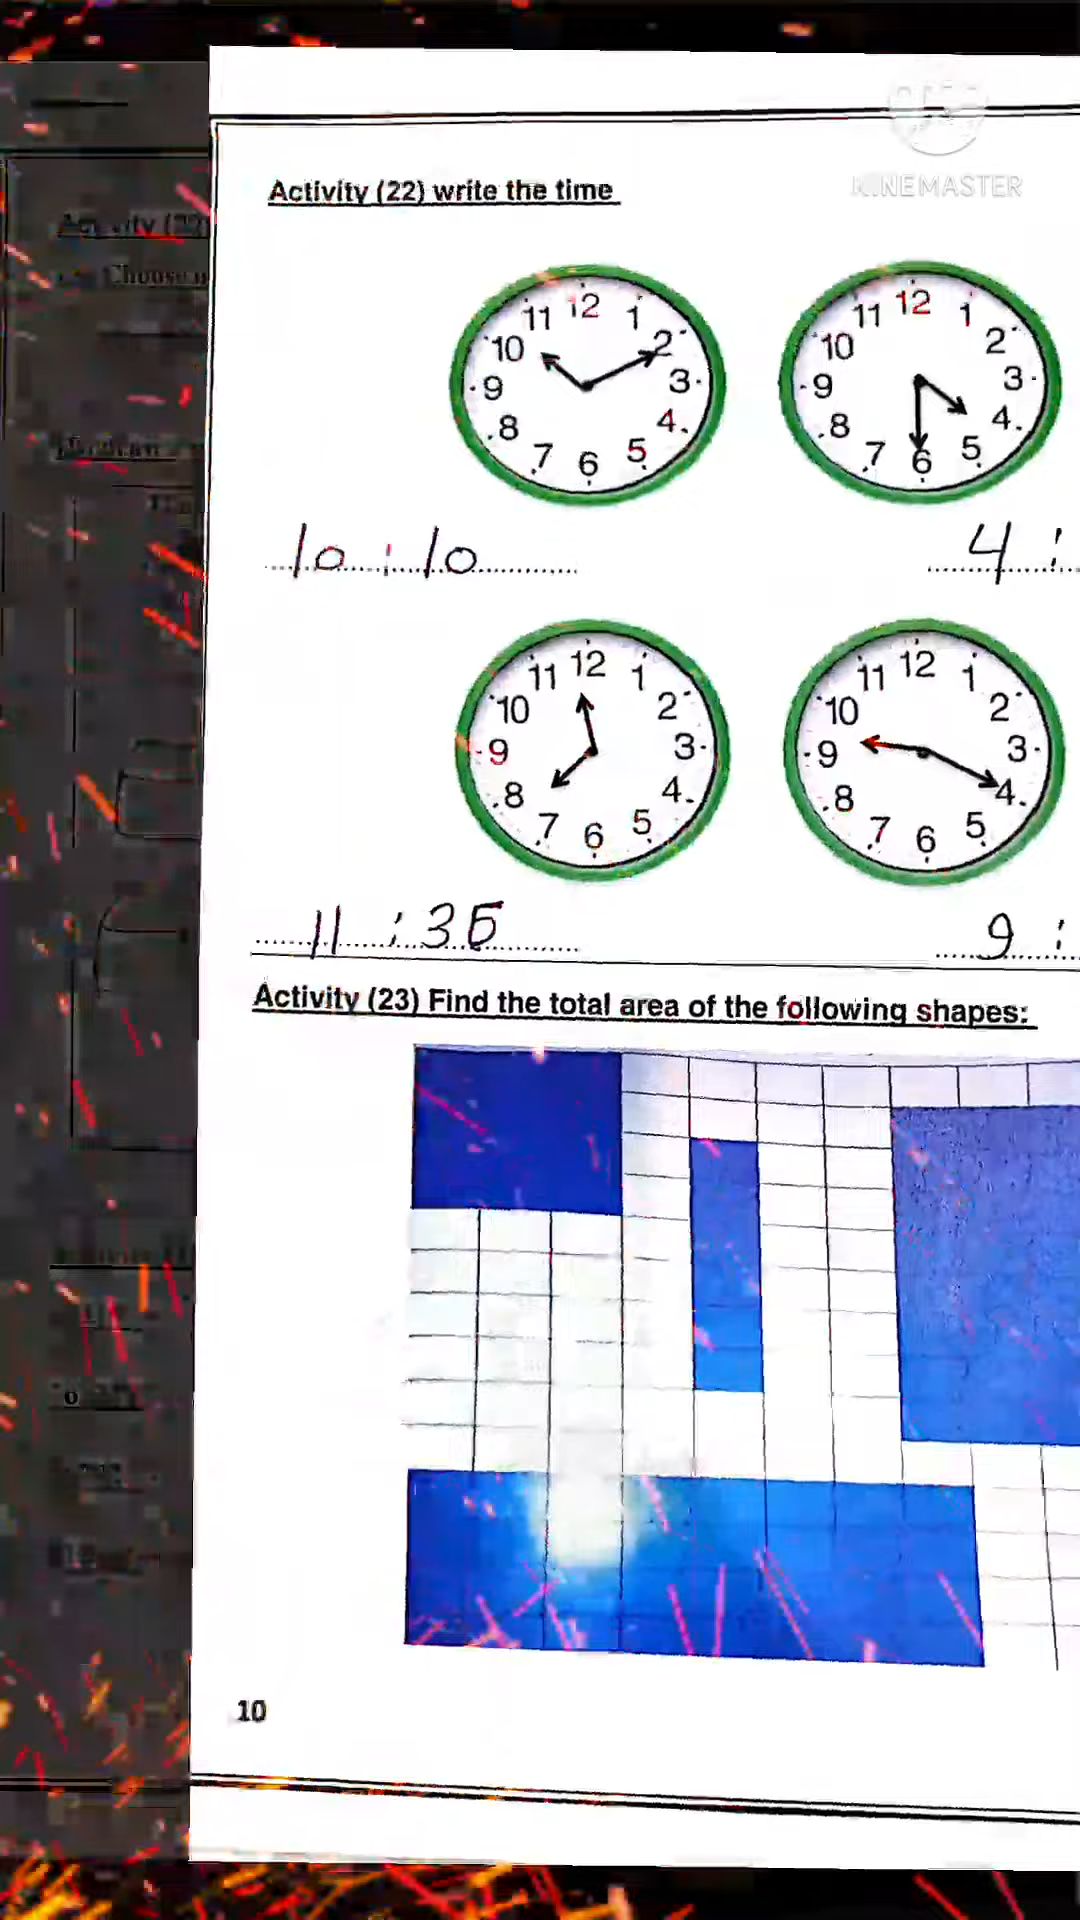 KINEMASTER
Activity (22) write the time
11 12 1
10 2
9 3
8 4
7 6 5
11 12 1
10 2
9 3
8 4
7 6 5
10 : 10
4 :
11 12 1
10 2
9 3
8 4
7 6 5
11 12 1
10 2
9 3
8 4
7 6 5
11 : 35
9 :
Activity (23) Find the total area of the following shapes:
10